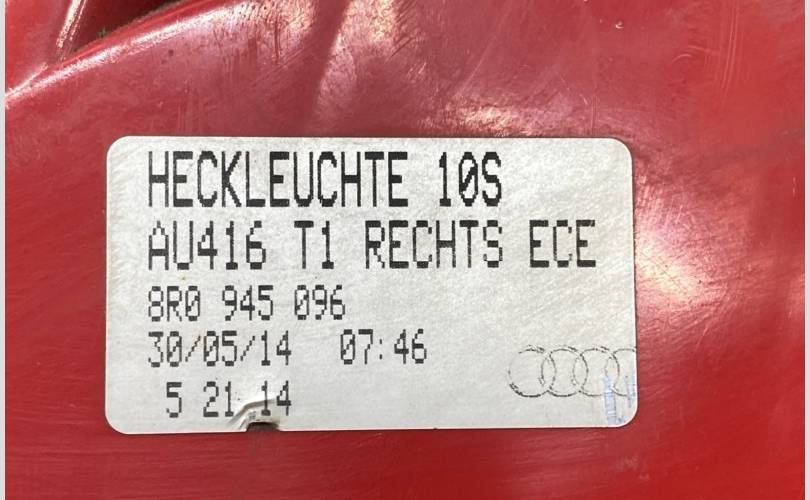 HECKLEUCHTE 10S
AU416 T1 RECHTS ECE
8R0 945 096
30/05/14 07:46
5 21 14